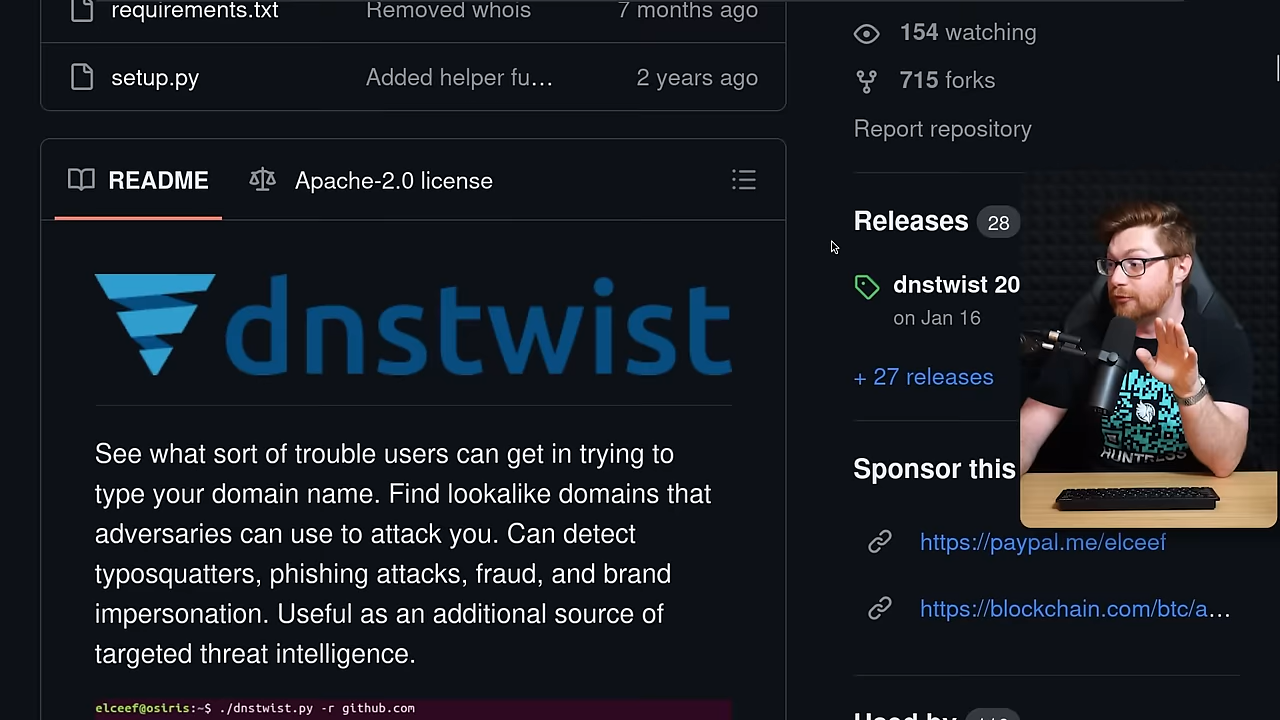 requirements.txt Removed whois 7 months ago
setup.py Added helper fu… 2 years ago
README Apache-2.0 license
dnstwist
See what sort of trouble users can get in trying to
type your domain name. Find lookalike domains that
adversaries can use to attack you. Can detect
typosquatters, phishing attacks, fraud, and brand
impersonation. Useful as an additional source of
targeted threat intelligence.
elceef@osiris:~$ ./dnstwist.py -r github.com
154 watching
715 forks
Report repository
Releases 28
dnstwist 20
on Jan 16
+ 27 releases
Sponsor this
https://paypal.me/elceef
https://blockchain.com/btc/a…
Used by
HUNTRESS